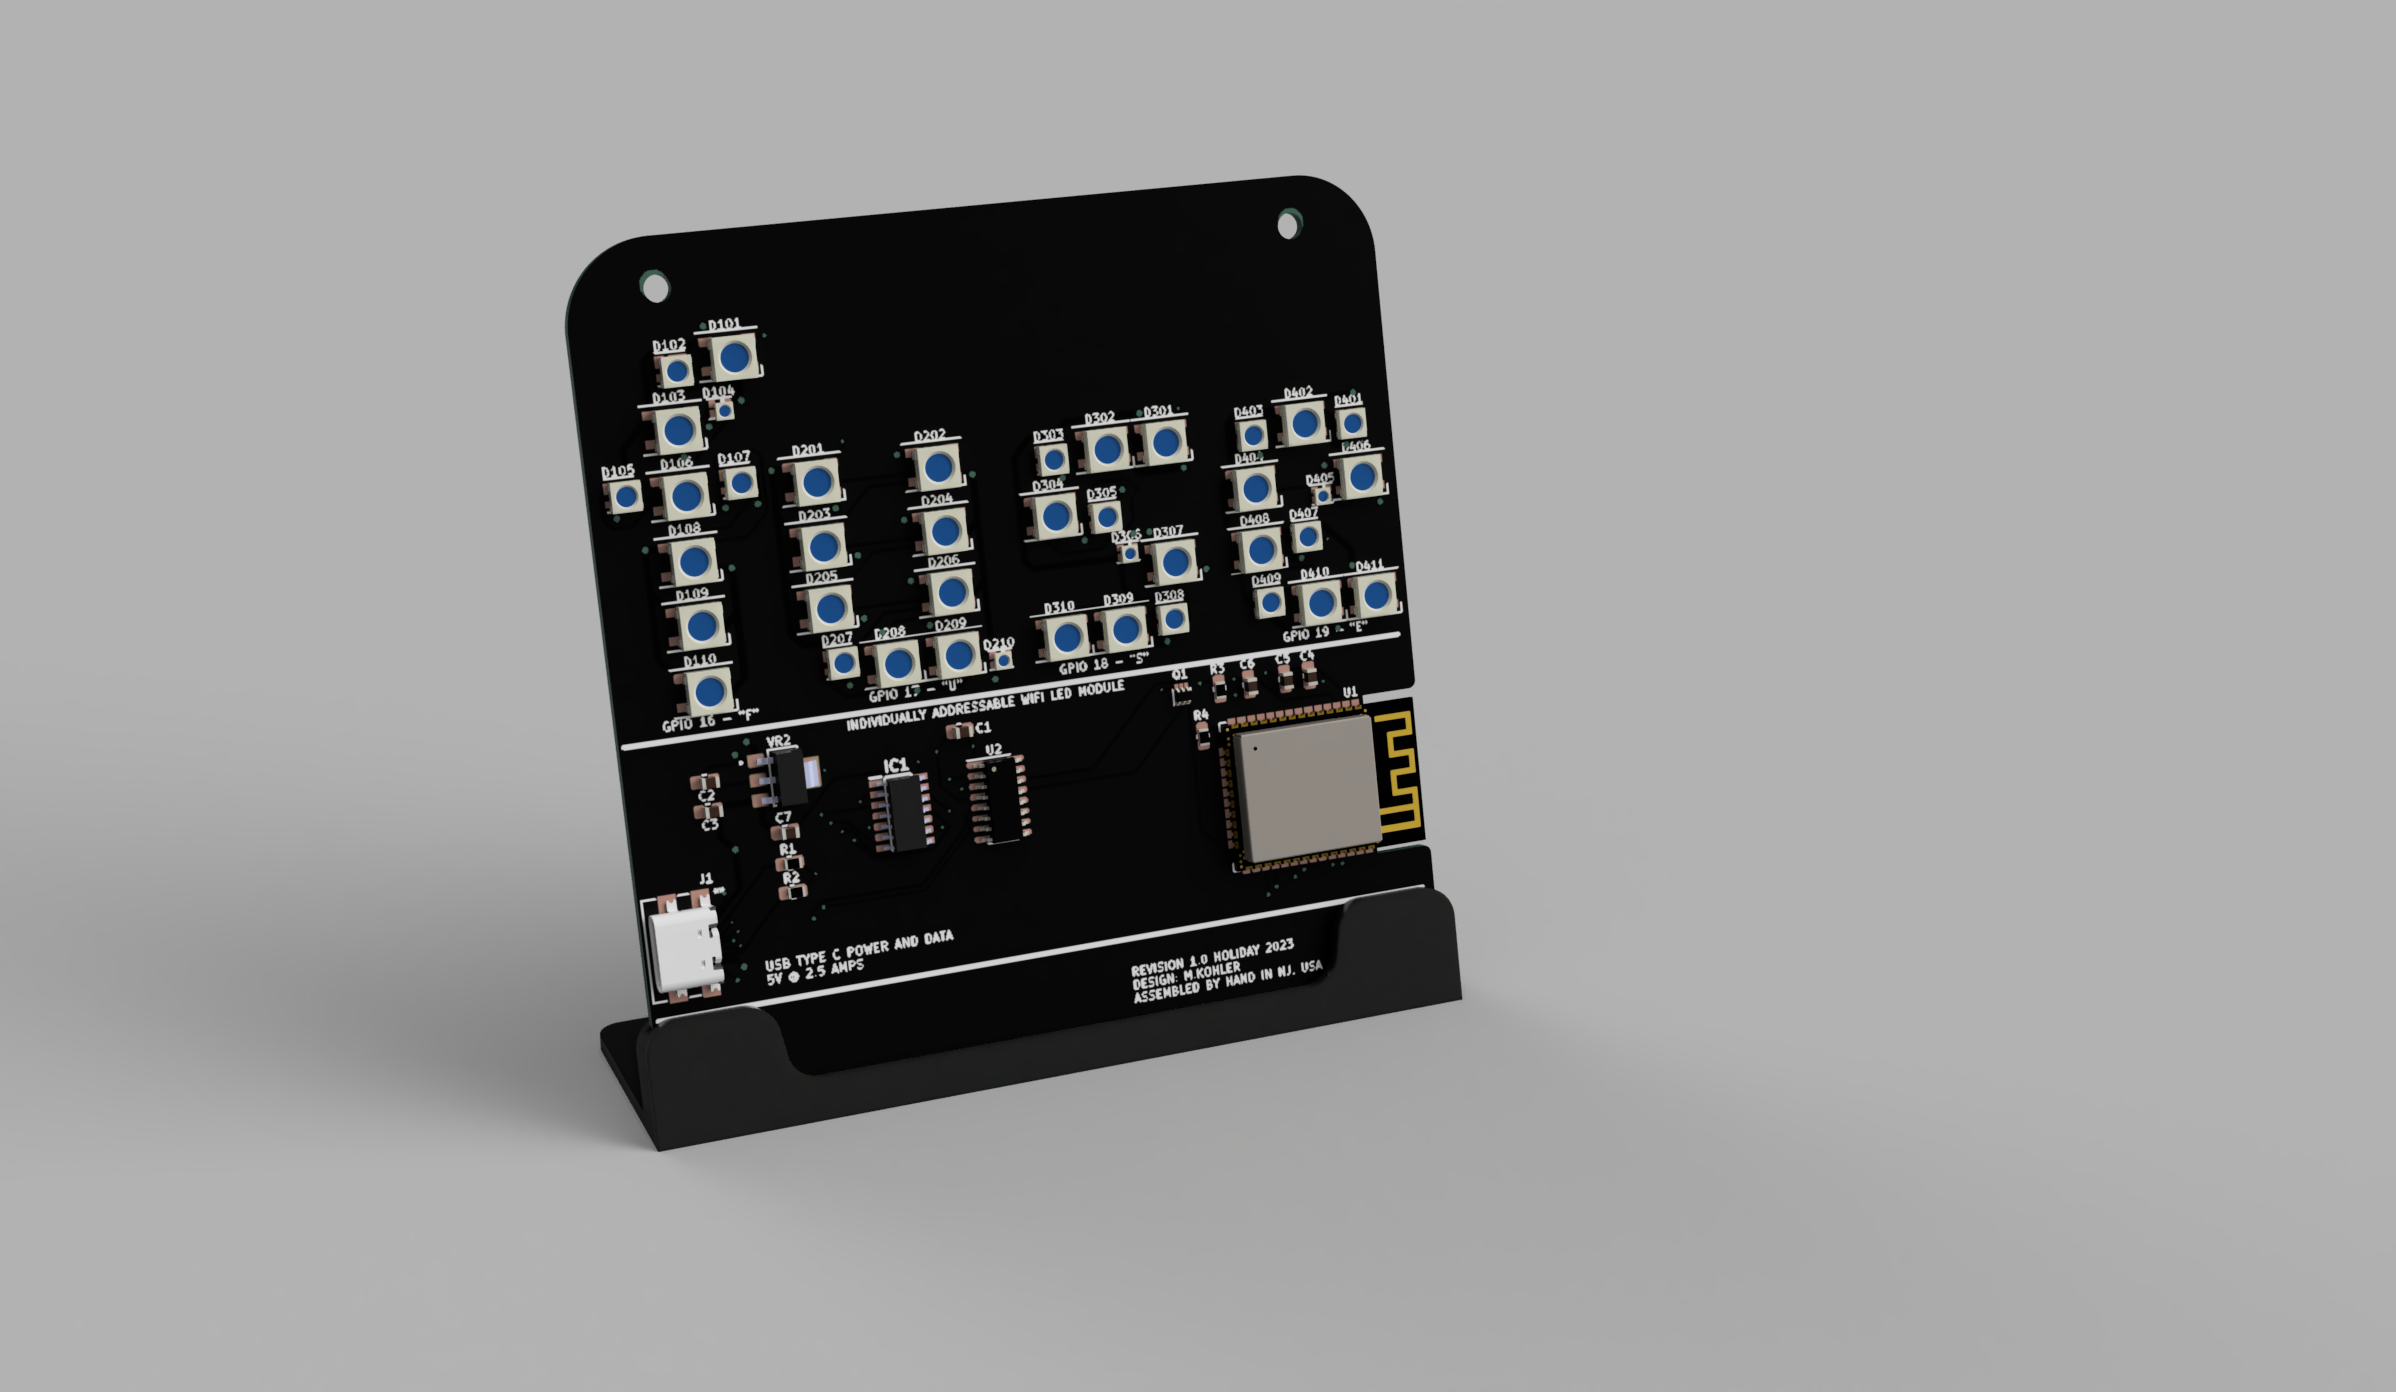 D101
D102
D103
D104
D105
D106
D107
D108
D109
D110
GPIO 16 - "F"
D201
D202
D203
D204
D205
D206
D207
D208
D209
D210
GPIO 17 - "U"
D303
D302
D301
D304
D305
D306
D307
D310
D309
D308
GPIO 18 - "S"
D403
D402
D401
D404
D405
D406
D408
D407
D409
D410
D411
GPIO 19 - "E"
INDIVIDUALLY ADDRESSABLE WIFI LED MODULE
Q1
R3
C6
C5
C4
U1
R4
C1
VR2
IC1
U2
C2
C3
C7
R1
R2
J1
USB TYPE C POWER AND DATA
5V @ 2.5 AMPS
REVISION 1.0 HOLIDAY 2023
DESIGN: M.KOHLER
ASSEMBLED BY HAND IN NJ. USA